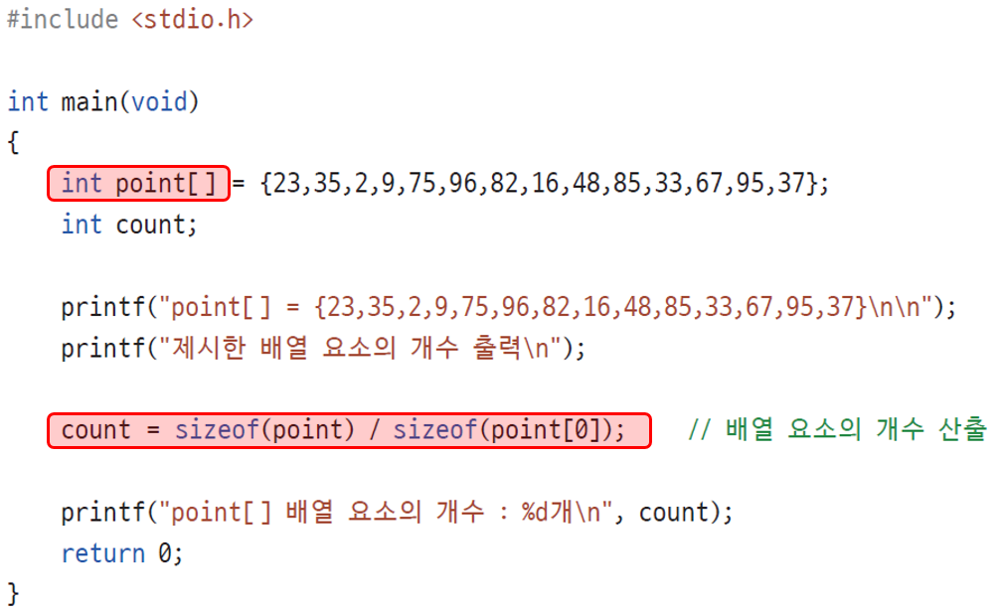 #include <stdio.h>
int main(void)
{
int point[] = {23,35,2,9,75,96,82,16,48,85,33,67,95,37};
int count;
printf("point[] = {23,35,2,9,75,96,82,16,48,85,33,67,95,37}\n\n");
printf("제시한 배열 요소의 개수 출력\n");
count = sizeof(point) / sizeof(point[0]); // 배열 요소의 개수 산출
printf("point[] 배열 요소의 개수 : %d개\n", count);
return 0;
}